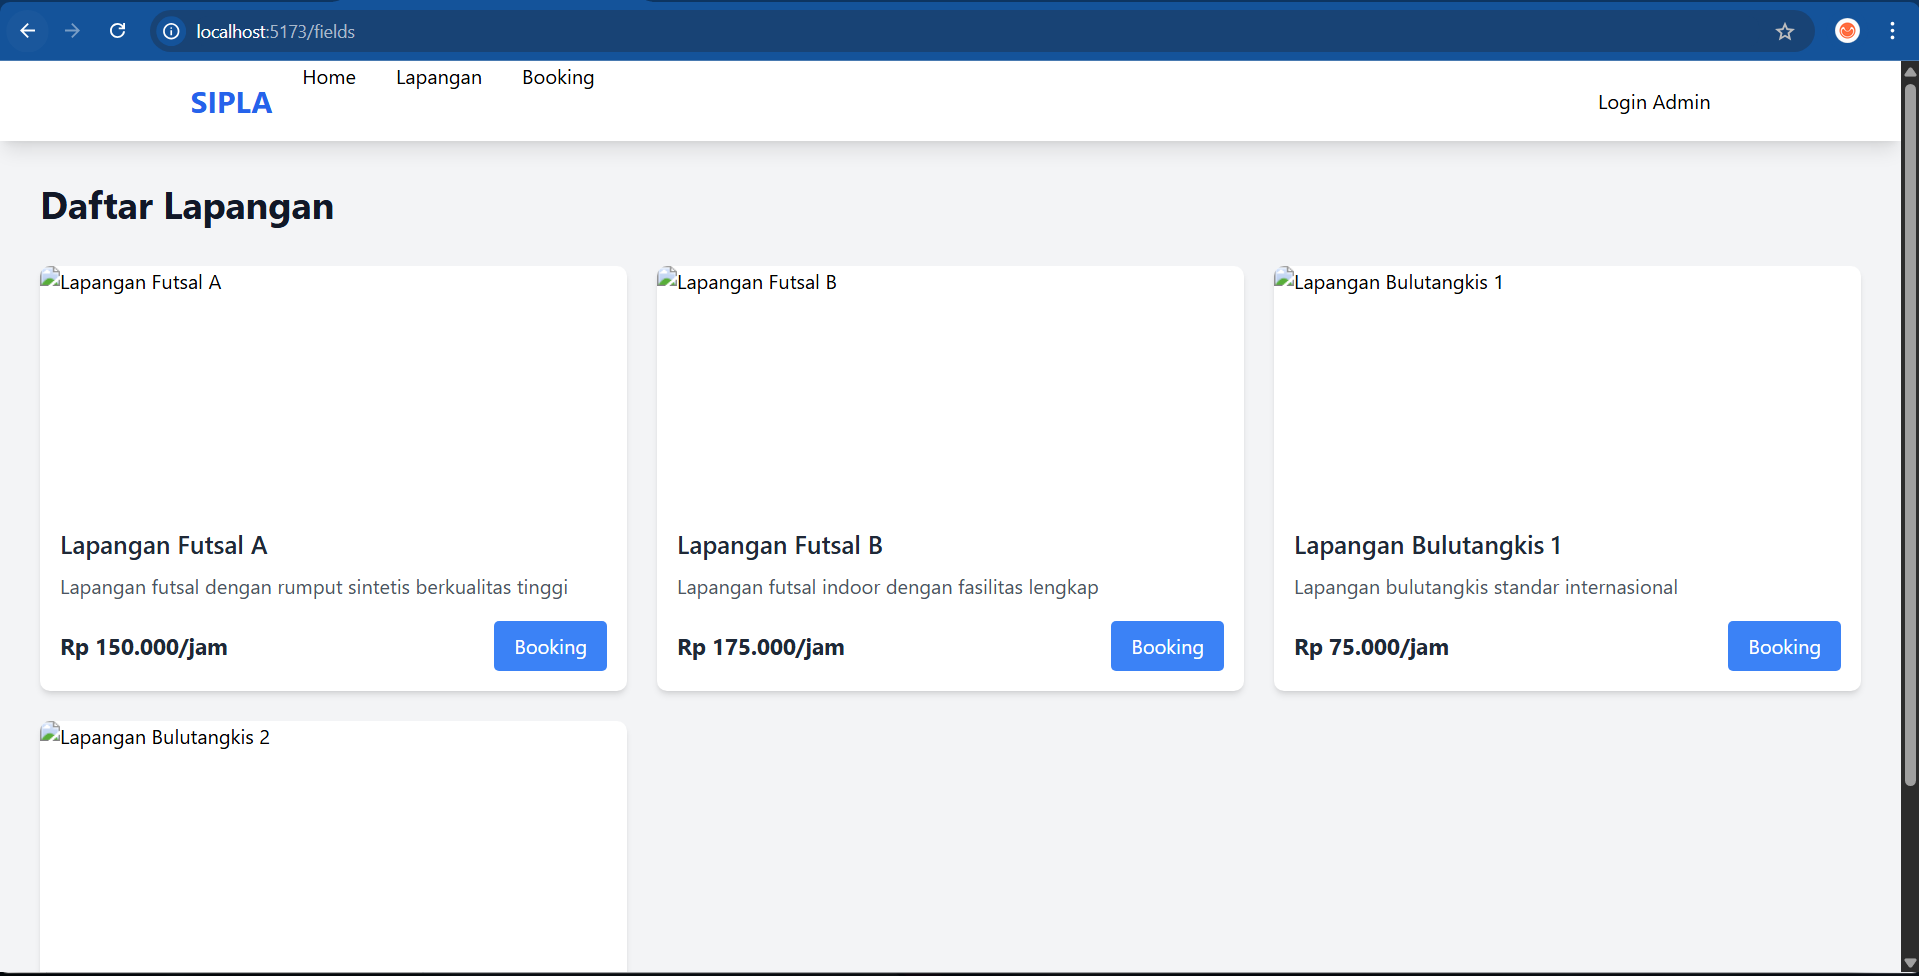 localhost:5173/fields
SIPLA
Home
Lapangan
Booking
Login Admin
Daftar Lapangan
Lapangan Futsal A
Lapangan Futsal A
Lapangan futsal dengan rumput sintetis berkualitas tinggi
Rp 150.000/jam
Booking
Lapangan Futsal B
Lapangan Futsal B
Lapangan futsal indoor dengan fasilitas lengkap
Rp 175.000/jam
Booking
Lapangan Bulutangkis 1
Lapangan Bulutangkis 1
Lapangan bulutangkis standar internasional
Rp 75.000/jam
Booking
Lapangan Bulutangkis 2